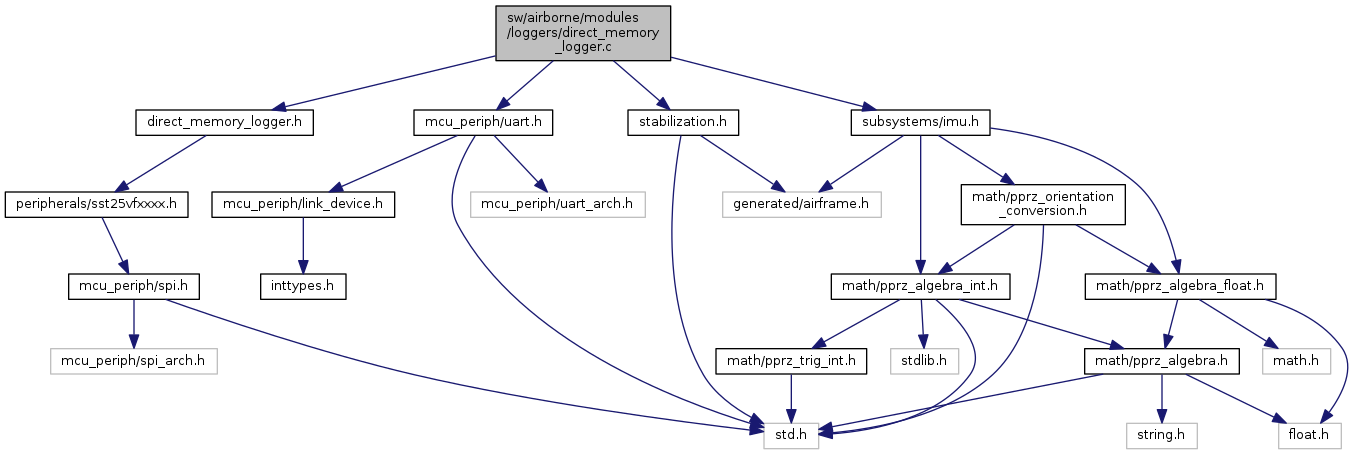 sw/airborne/modules
/loggers/direct_memory
_logger.c
direct_memory_logger.h
mcu_periph/uart.h
stabilization.h
subsystems/imu.h
peripherals/sst25vfxxxx.h
mcu_periph/link_device.h
mcu_periph/uart_arch.h
generated/airframe.h
math/pprz_orientation
_conversion.h
mcu_periph/spi.h
inttypes.h
math/pprz_algebra_int.h
math/pprz_algebra_float.h
mcu_periph/spi_arch.h
math/pprz_trig_int.h
stdlib.h
math/pprz_algebra.h
math.h
std.h
string.h
float.h